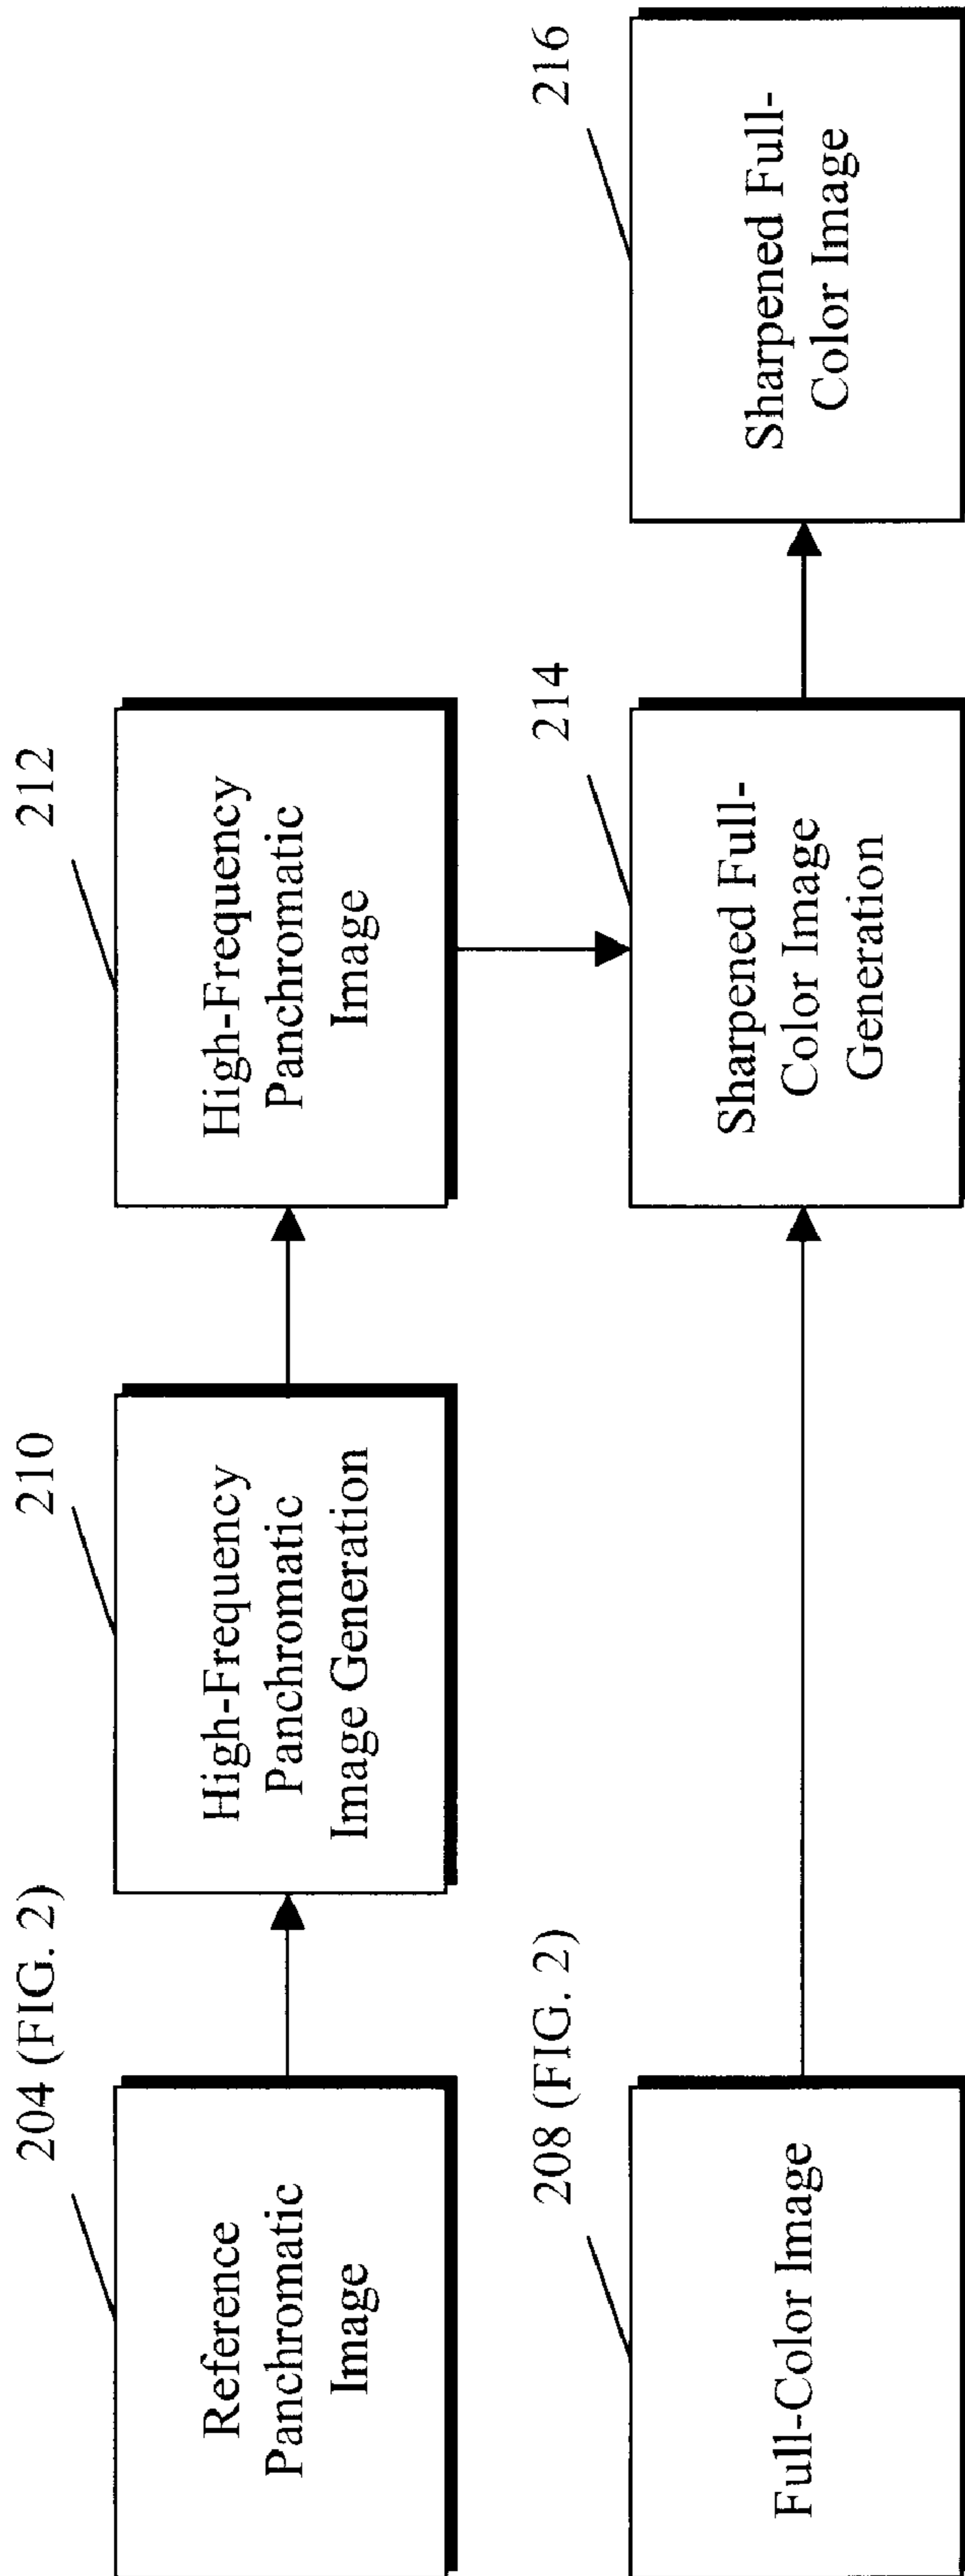 204 (FIG. 2)
Reference
Panchromatic
Image
210
High-Frequency
Panchromatic
Image Generation
212
High-Frequency
Panchromatic
Image
208 (FIG. 2)
Full-Color Image
214
Sharpened Full-
Color Image
Generation
216
Sharpened Full-
Color Image